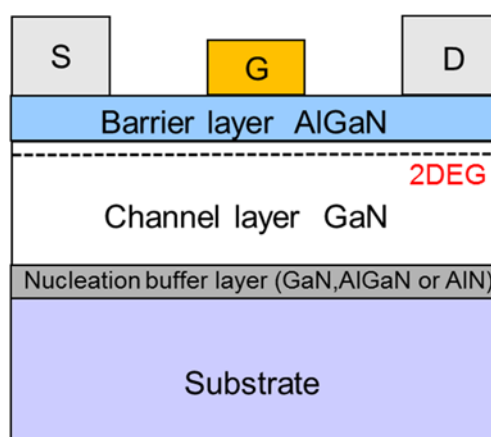 S
G
D
Barrier layer AlGaN
2DEG
Channel layer GaN
Nucleation buffer layer (GaN,AlGaN or AlN)
Substrate